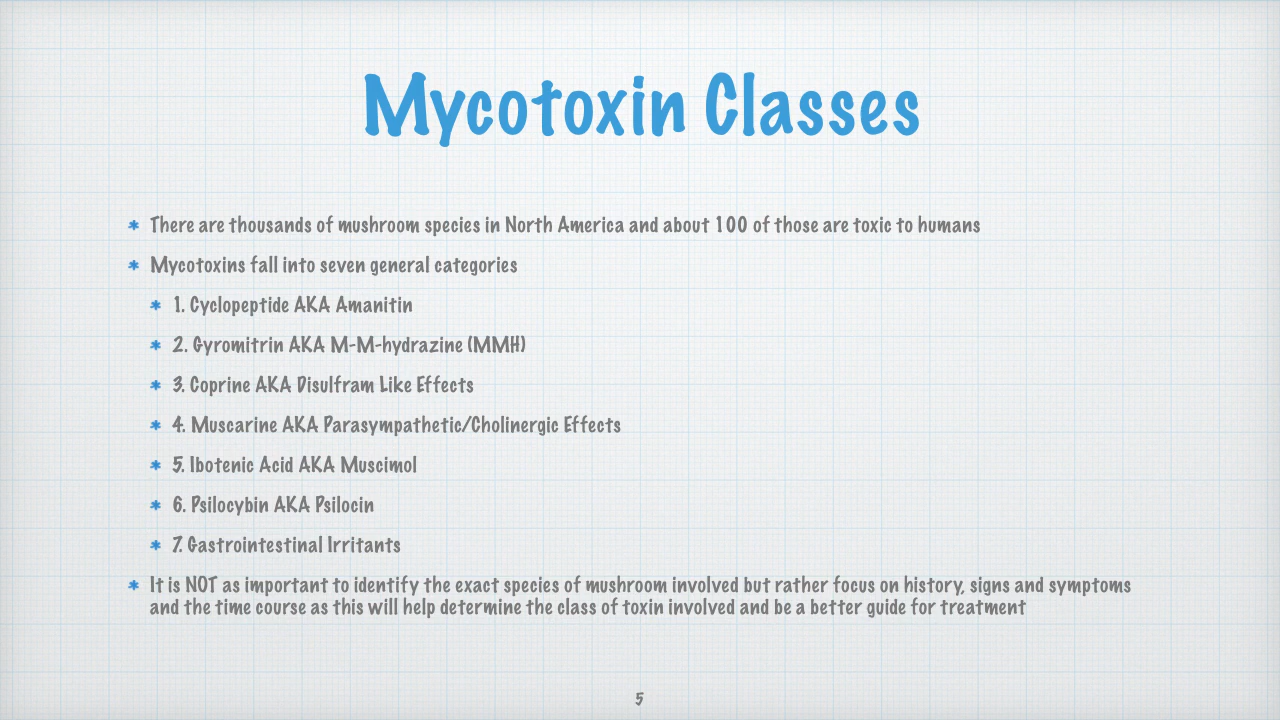 Mycotoxin Classes
There are thousands of mushroom species in North America and about 100 of those are toxic to humans
Mycotoxins fall into seven general categories
1. Cyclopeptide AKA Amanitin
2. Gyromitrin AKA M-M-hydrazine (MMH)
3. Coprine AKA Disulfram Like Effects
4. Muscarine AKA Parasympathetic/Cholinergic Effects
5. Ibotenic Acid AKA Muscimol
6. Psilocybin AKA Psilocin
7. Gastrointestinal Irritants
It is NOT as important to identify the exact species of mushroom involved but rather focus on history, signs and symptoms
and the time course as this will help determine the class of toxin involved and be a better guide for treatment
5